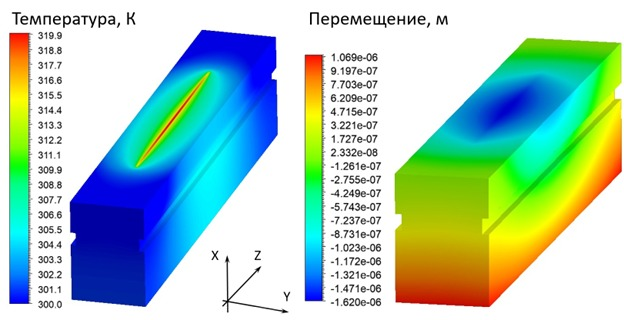 Температура, К
319.9
317.9
316.6
315.5
314.4
313.3
312.2
311.1
309.9
308.8
307.7
306.6
305.5
304.4
303.3
302.2
301.1
300.0
X
Z
Y
Перемещение, м
1.069e-06
9.197e-07
7.703e-07
6.209e-07
4.715e-07
3.221e-07
1.727e-07
2.332e-08
-1.261e-07
-2.755e-07
-4.249e-07
-5.743e-07
-7.237e-07
-8.731e-07
-1.023e-06
-1.172e-06
-1.321e-06
-1.471e-06
-1.620e-06